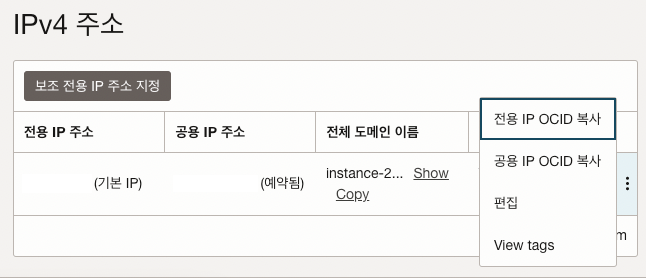 IPv4 주소
보조 전용 IP 주소 지정
전용 IP 주소 공용 IP 주소 전체 도메인 이름
(기본 IP) (예약됨) instance-2... Show
Copy
전용 IP OCID 복사
공용 IP OCID 복사
편집
View tags